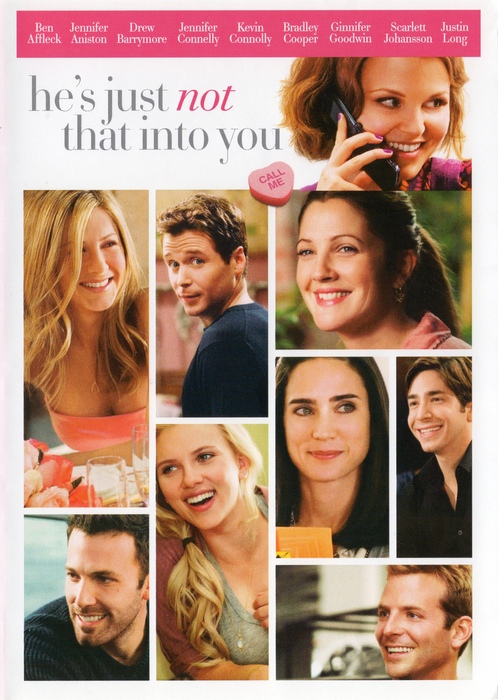 Ben Jennifer Drew Jennifer Kevin Bradley Ginnifer Scarlett Justin
Affleck Aniston Barrymore Connelly Connolly Cooper Goodwin Johansson Long
he's just not
that into you
CALL
ME